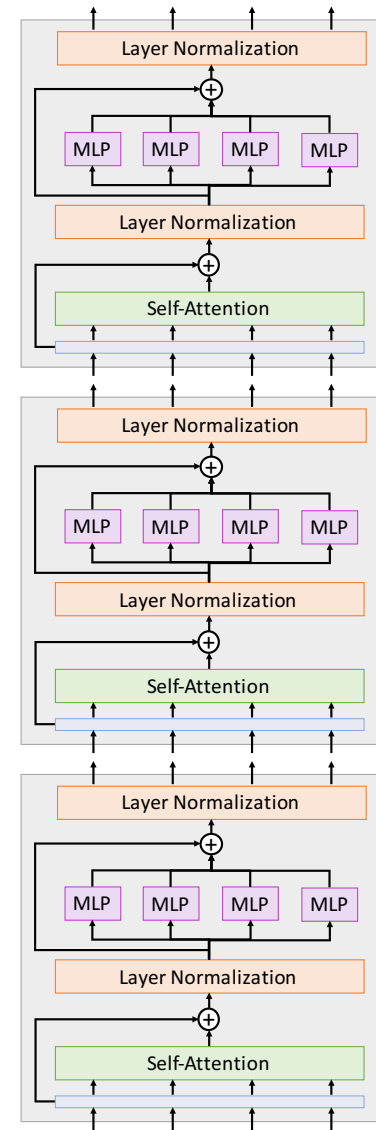 Layer Normalization
+
MLP MLP MLP MLP
Layer Normalization
+
Self-Attention
Layer Normalization
+
MLP MLP MLP MLP
Layer Normalization
+
Self-Attention
Layer Normalization
+
MLP MLP MLP MLP
Layer Normalization
+
Self-Attention